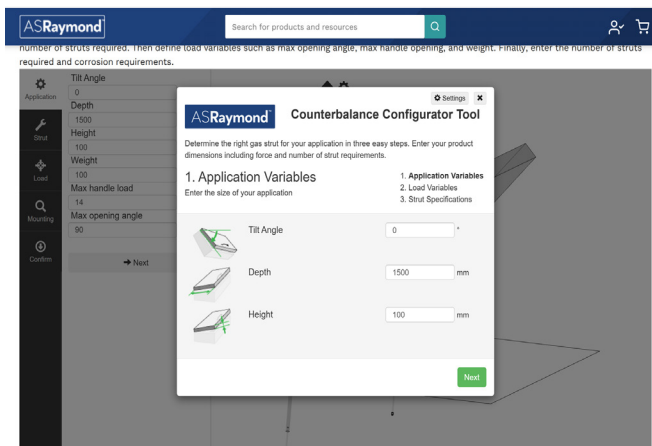 ASRaymond
Search for products and resources
number of struts required. Then define load variables such as max opening angle, max handle opening, and weight. Finally, enter the number of struts
required and corrosion requirements.
Application
Strut
Load
Mounting
Confirm
Tilt Angle
0
Depth
1500
Height
100
Weight
100
Max handle load
14
Max opening angle
90
Next
Settings
ASRaymond
Counterbalance Configurator Tool
Determine the right gas strut for your application in three easy steps. Enter your product
dimensions including force and number of strut requirements.
1. Application Variables
Enter the size of your application
1. Application Variables
2. Load Variables
3. Strut Specifications
Tilt Angle
0 °
Depth
1500 mm
Height
100 mm
Next
z